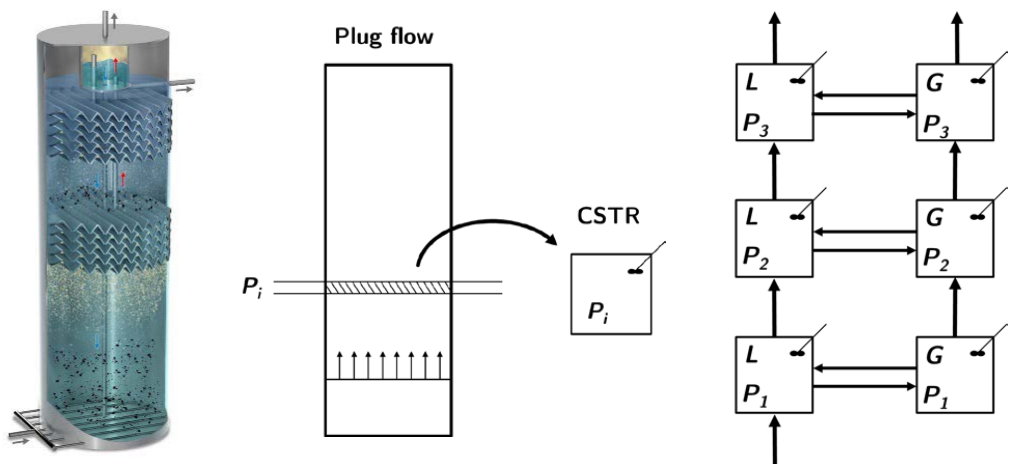 Plug flow
P_i
CSTR
P_i
L
P_3
G
P_3
L
P_2
G
P_2
L
P_1
G
P_1